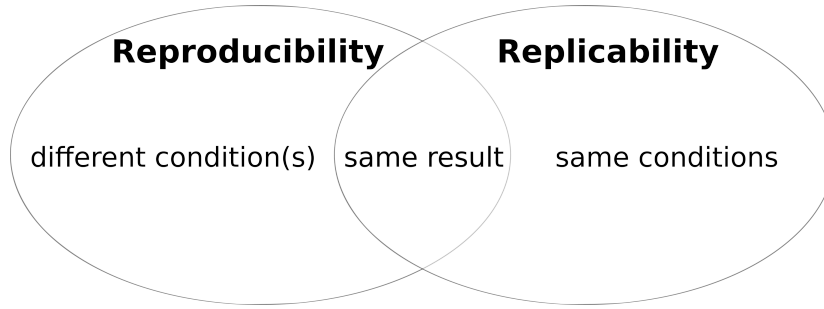 Reproducibility
Replicability
different condition(s)
same result
same conditions